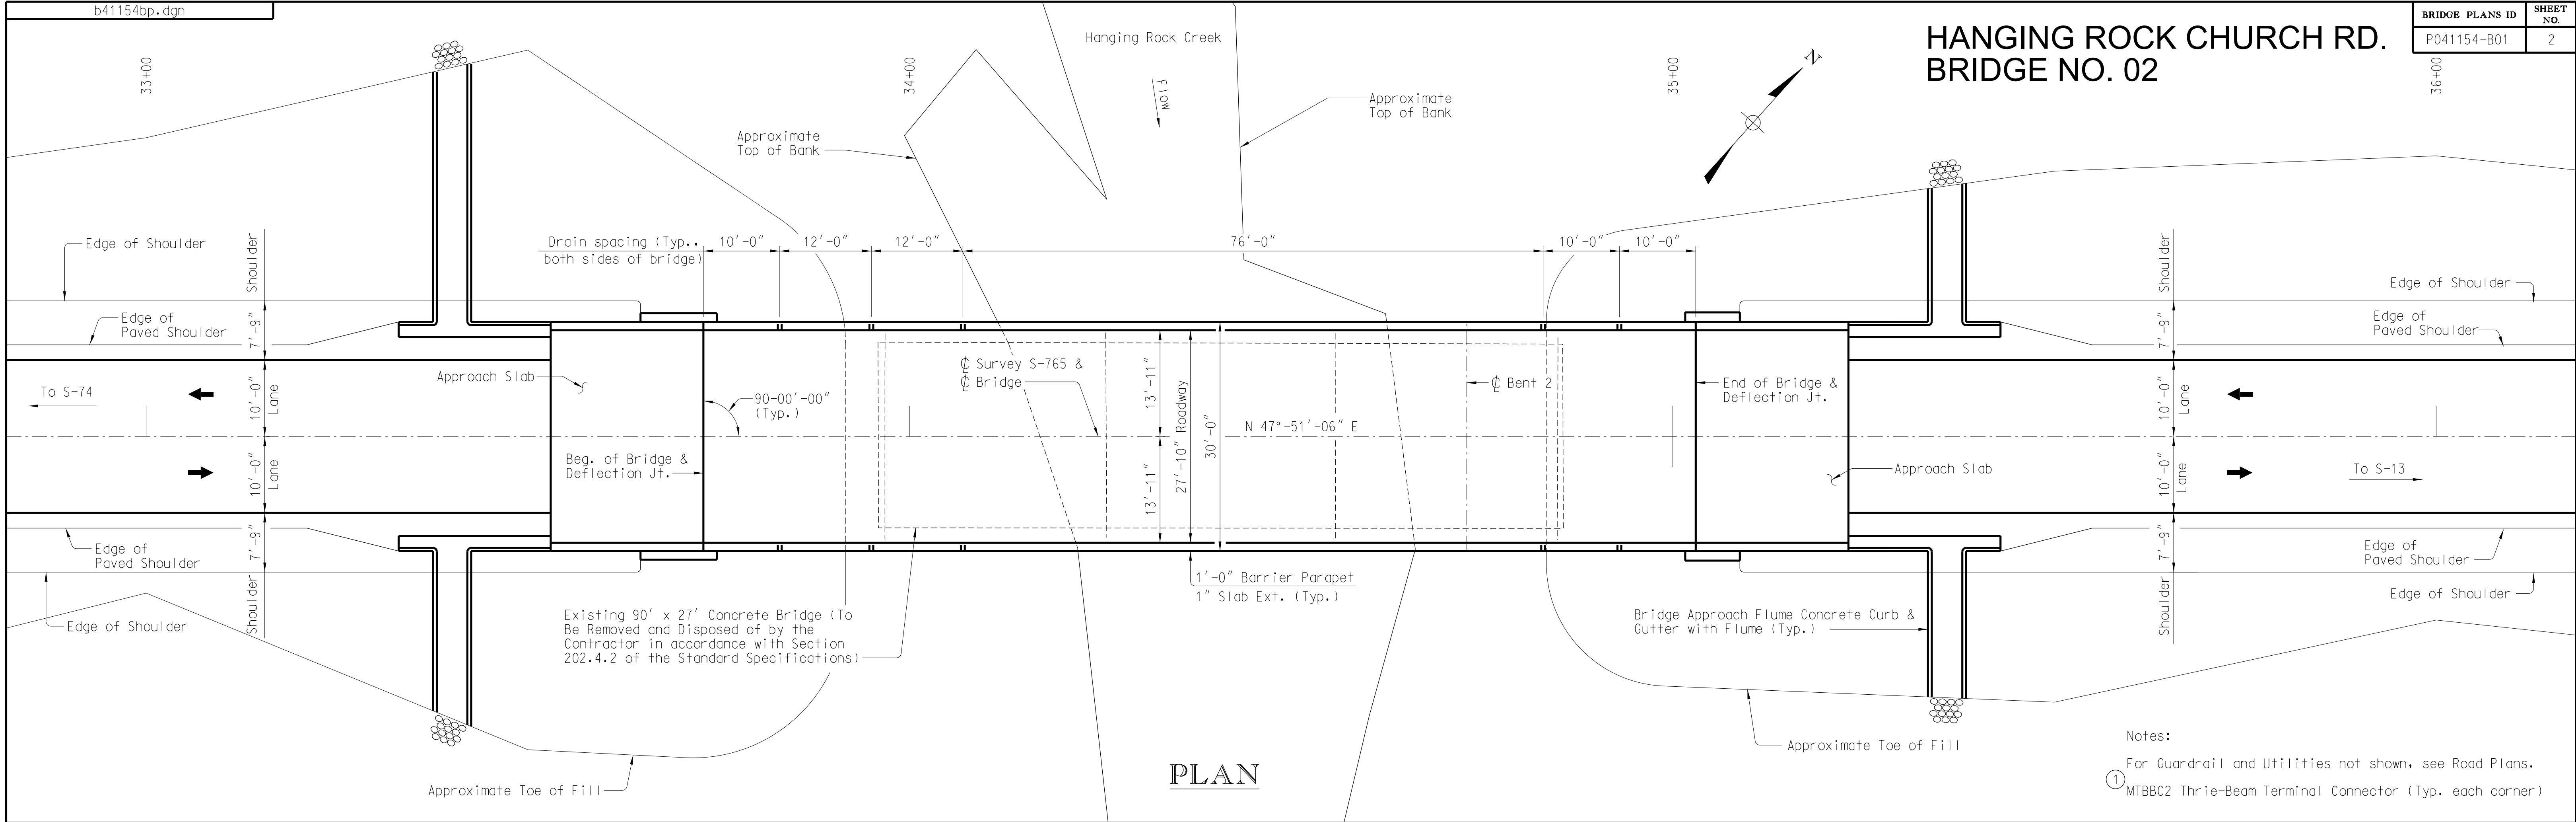 b41154bp.dgn
HANGING ROCK CHURCH RD.
BRIDGE NO. 02
BRIDGE PLANS ID
SHEET
NO.
P041154-B01
2
33+00
34+00
35+00
36+00
Hanging Rock Creek
Flow
N
Approximate
Top of Bank
Approximate
Top of Bank
Edge of Shoulder
Shoulder
Drain spacing (Typ.,
both sides of bridge)
10'-0"
12'-0"
12'-0"
76'-0"
10'-0"
10'-0"
Shoulder
Edge of Shoulder
Edge of
Paved Shoulder
7'-9"
7'-9"
Edge of
Paved Shoulder
To S-74
10'-0"
Lane
Approach Slab
90-00'-00"
(Typ.)
℄ Survey S-765 &
℄ Bridge
13'-11"
27'-10" Roadway
30'-0"
N 47°-51'-06" E
℄ Bent 2
End of Bridge &
Deflection Jt.
10'-0"
Lane
10'-0"
Lane
Beg. of Bridge &
Deflection Jt.
13'-11"
Approach Slab
10'-0"
Lane
To S-13
Edge of
Paved Shoulder
7'-9"
Shoulder
Edge of Shoulder
1'-0" Barrier Parapet
1" Slab Ext. (Typ.)
Existing 90' x 27' Concrete Bridge (To
Be Removed and Disposed of by the
Contractor in accordance with Section
202.4.2 of the Standard Specifications)
Bridge Approach Flume Concrete Curb &
Gutter with Flume (Typ.)
7'-9"
Shoulder
Edge of
Paved Shoulder
Edge of Shoulder
Approximate Toe of Fill
Approximate Toe of Fill
PLAN
Notes:
For Guardrail and Utilities not shown, see Road Plans.
1 MTBBC2 Thrie-Beam Terminal Connector (Typ. each corner)